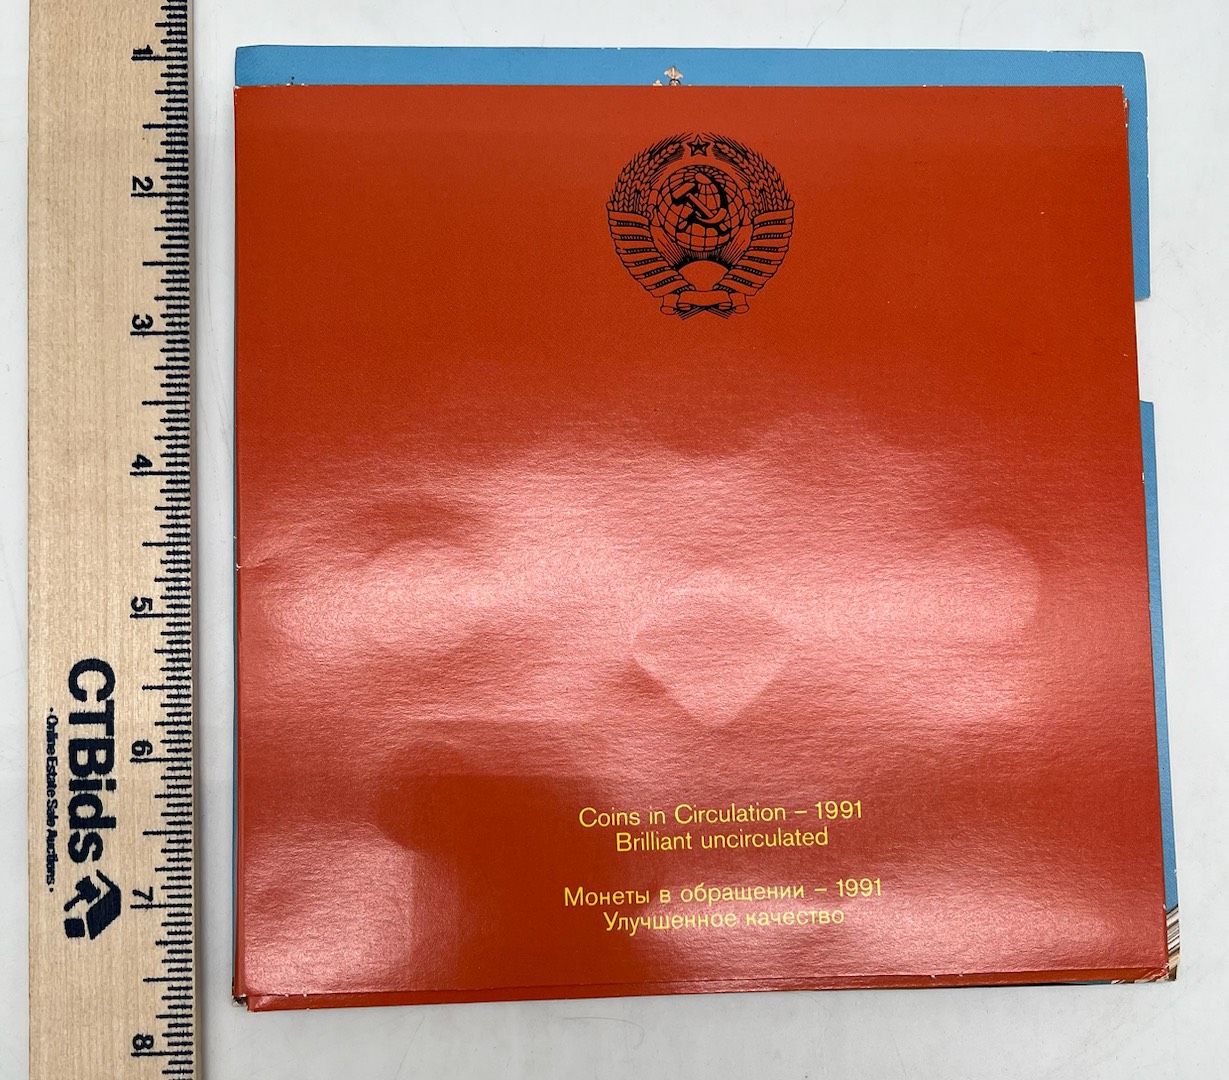 1
2
3
4
5
6
7
8
CTBids
· Online Estate Sale Auctions ·
Coins in Circulation – 1991
Brilliant uncirculated
Монеты в обращении – 1991
Улучшенное качество